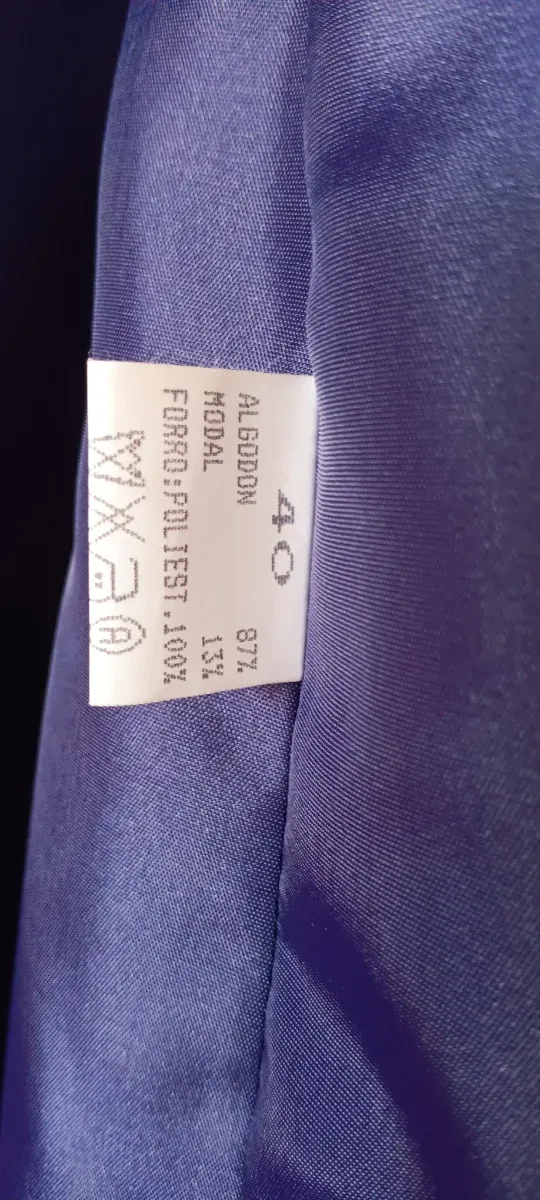 40
ALGODON 87%
MODAL 13%
FORRO:POLIEST.100%
A